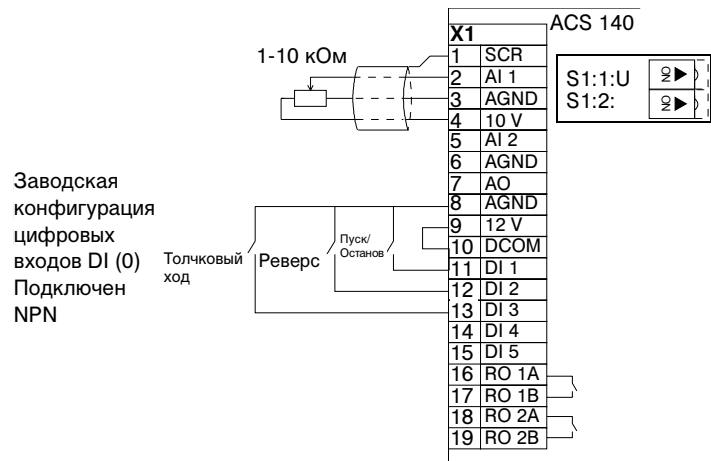 ACS 140
X1
1-10 кОм
1 SCR
2 AI 1
3 AGND
4 10 V
5 AI 2
6 AGND
7 AO
8 AGND
9 12 V
10 DCOM
11 DI 1
12 DI 2
13 DI 3
14 DI 4
15 DI 5
16 RO 1A
17 RO 1B
18 RO 2A
19 RO 2B
S1:1:U
S1:2:
ON
ON
Заводская
конфигурация
цифровых
входов DI (0)
Подключен
NPN
Толчковый
ход
Реверс
Пуск/
Останов